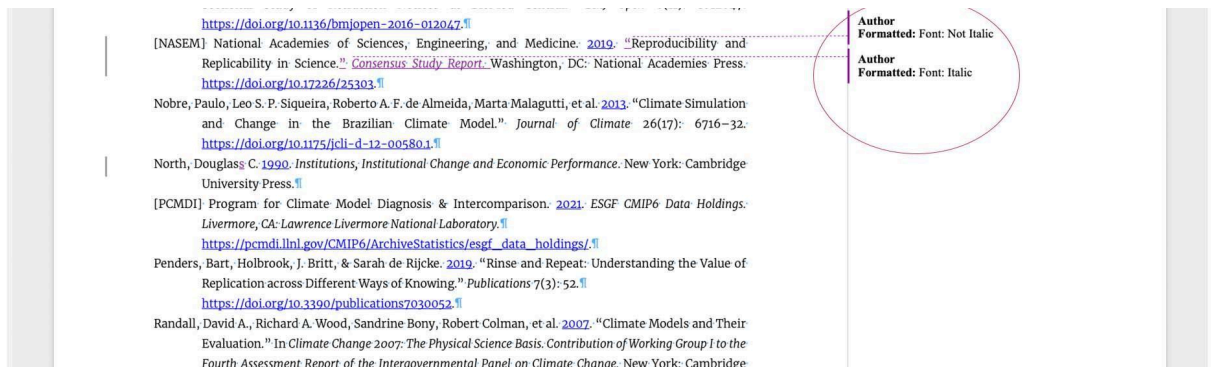 https://doi.org/10.1136/bmjopen-2016-012047.¶
[NASEM] National Academies of Sciences, Engineering, and Medicine. 2019. “Reproducibility and
Replicability in Science.” Consensus Study Report. Washington, DC: National Academies Press.
https://doi.org/10.17226/25303.¶
Nobre, Paulo, Leo S. P. Siqueira, Roberto A. F. de Almeida, Marta Malagutti, et al. 2013. “Climate Simulation
and Change in the Brazilian Climate Model.” Journal of Climate 26(17): 6716–32.
https://doi.org/10.1175/jcli-d-12-00580.1.¶
North, Douglass C. 1990. Institutions, Institutional Change and Economic Performance. New York: Cambridge
University Press.¶
[PCMDI] Program for Climate Model Diagnosis & Intercomparison. 2021. ESGF CMIP6 Data Holdings.
Livermore, CA: Lawrence Livermore National Laboratory.¶
https://pcmdi.llnl.gov/CMIP6/ArchiveStatistics/esgf_data_holdings/.¶
Penders, Bart, Holbrook, J. Britt, & Sarah de Rijcke. 2019. “Rinse and Repeat: Understanding the Value of
Replication across Different Ways of Knowing.” Publications 7(3): 52.¶
https://doi.org/10.3390/publications7030052.¶
Randall, David A., Richard A. Wood, Sandrine Bony, Robert Colman, et al. 2007. “Climate Models and Their
Evaluation.” In Climate Change 2007: The Physical Science Basis. Contribution of Working Group I to the
Fourth Assessment Report of the Intergovernmental Panel on Climate Change. New York: Cambridge
Author
Formatted: Font: Not Italic
Author
Formatted: Font: Italic